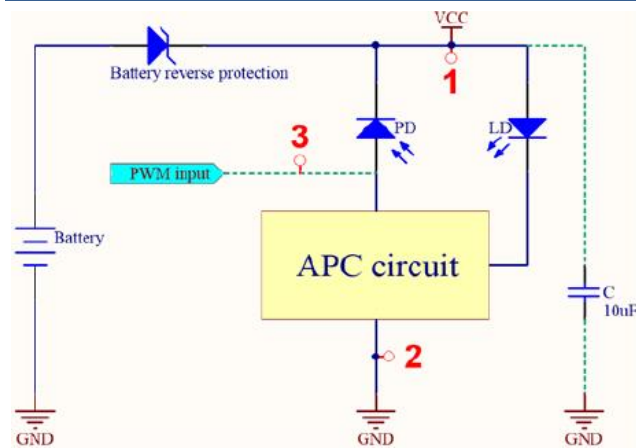 VCC
Battery reverse protection
1
PD
LD
3
PWM input
Battery
APC circuit
C
10uF
2
GND
GND
GND